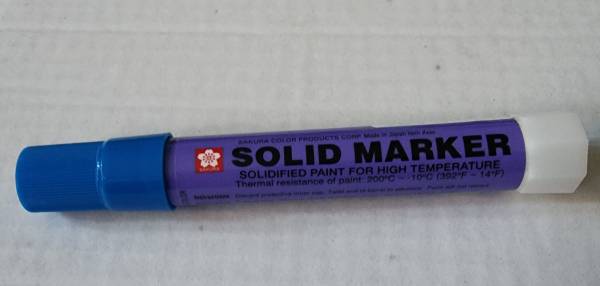 SAKURA COLOR PRODUCTS CORP. Made in Japan
SAKURA
SOLID MARKER
SOLIDIFIED PAINT FOR HIGH TEMPERATURE
Thermal resistance of paint: 200°C ~ -10°C (392°F ~ 14°F)